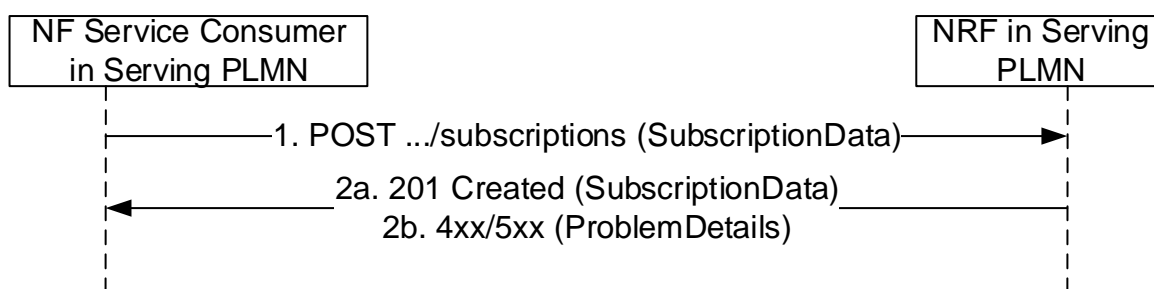 NF Service Consumer
in Serving PLMN
NRF in Serving
PLMN
1. POST .../subscriptions (SubscriptionData)
2a. 201 Created (SubscriptionData)
2b. 4xx/5xx (ProblemDetails)